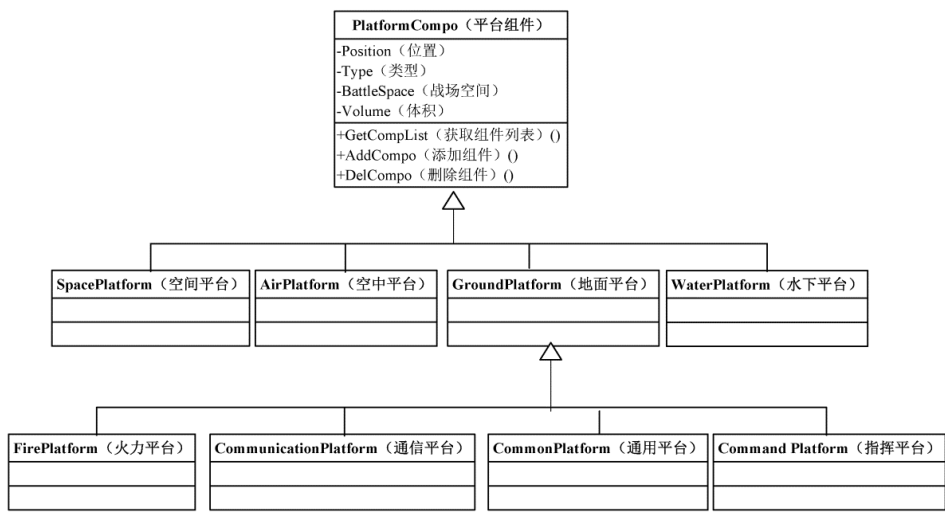 PlatformCompo（平台组件）
-Position（位置）
-Type（类型）
-BattleSpace（战场空间）
-Volume（体积）
+GetCompList（获取组件列表）()
+AddCompo（添加组件）()
+DelCompo（删除组件）()
SpacePlatform（空间平台）
AirPlatform（空中平台）
GroundPlatform（地面平台）
WaterPlatform（水下平台）
FirePlatform（火力平台）
CommunicationPlatform（通信平台）
CommonPlatform（通用平台）
Command Platform（指挥平台）